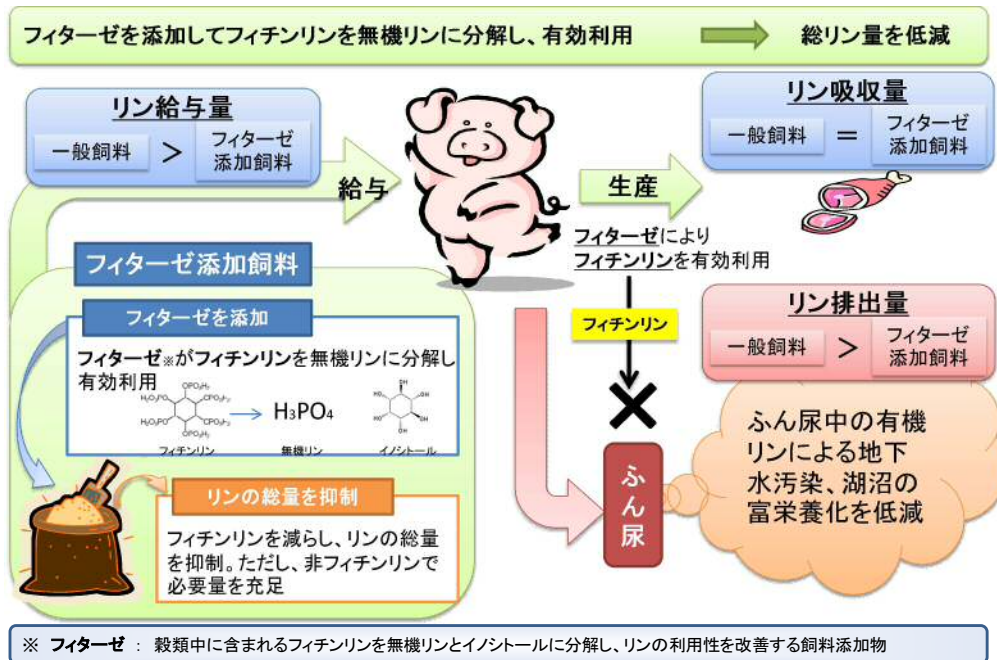 フィターゼを添加してフィチンリンを無機リンに分解し、有効利用
総リン量を低減
リン給与量
一般飼料
>
フィターゼ
添加飼料
給与
生産
リン吸収量
一般飼料
=
フィターゼ
添加飼料
フィターゼにより
フィチンリンを有効利用
フィチンリン
ふん尿
リン排出量
一般飼料
>
フィターゼ
添加飼料
ふん尿中の有機
リンによる地下
水汚染、湖沼の
富栄養化を低減
フィターゼ添加飼料
フィターゼを添加
フィターゼ※がフィチンリンを無機リンに分解し
有効利用
H₃PO₄
フィチンリン
無機リン
イノシトール
リンの総量を抑制
フィチンリンを減らし、リンの総量
を抑制。ただし、非フィチンリンで
必要量を充足
※ フィターゼ : 穀類中に含まれるフィチンリンを無機リンとイノシトールに分解し、リンの利用性を改善する飼料添加物